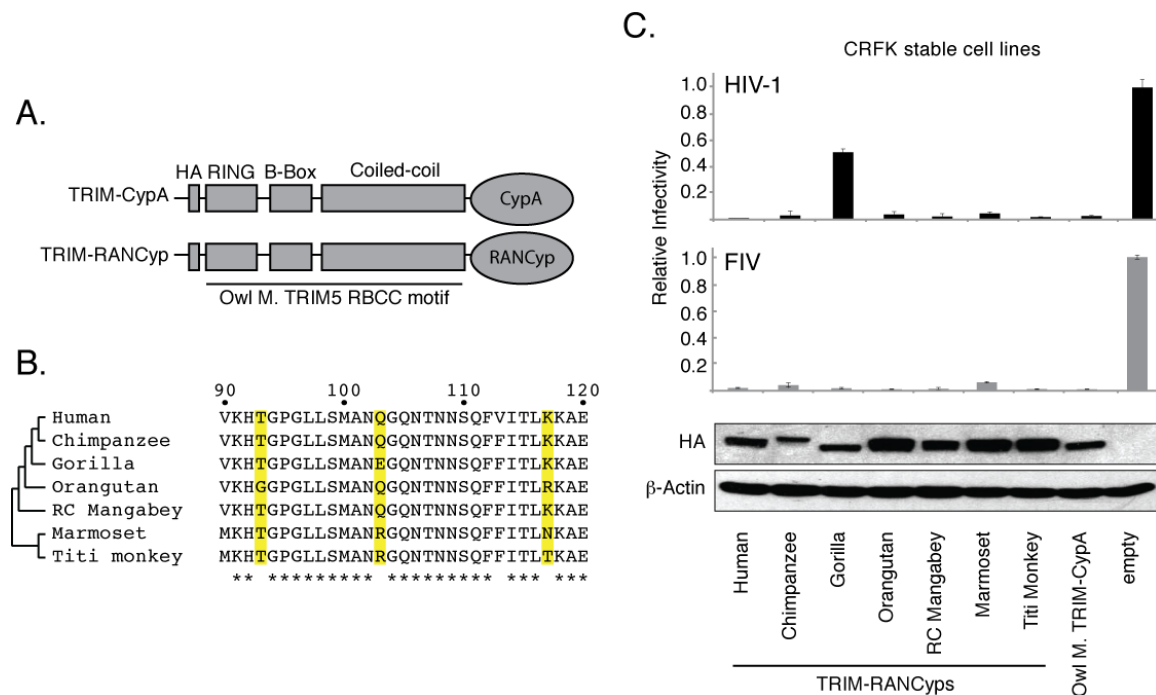 A.
HA RING B-Box Coiled-coil
TRIM-CypA CypA
TRIM-RANCyp RANCyp
Owl M. TRIM5 RBCC motif
B.
90 100 110 120
Human VKHTGPGLLSMANQGQNTNNSQFVITLKKAE
Chimpanzee VKHTGPGLLSMANQGQNTNNSQFFITLKKAE
Gorilla VKHTGPGLLSMANEGQNTNNSQFFITLKKAE
Orangutan VKHGGPGLLSMANQGQNTNNSQFFITLRKAE
RC Mangabey VKHTGPGLLSMANQGQNTNNSQFFITLKKAE
Marmoset MKHTGPGLLSMANRGQNTNNSQFFITLNKAE
Titi monkey MKHTGPGLLSMANRGQNTNNSQFFITLTKAE
** ********* ********* *** ***
C.
CRFK stable cell lines
Relative Infectivity
HIV-1
1.0
0.8
0.6
0.4
0.2
FIV
1.0
0.8
0.6
0.4
0.2
HA
β-Actin
Human
Chimpanzee
Gorilla
Orangutan
RC Mangabey
Marmoset
Titi Monkey
Owl M. TRIM-CypA
empty
TRIM-RANCyps